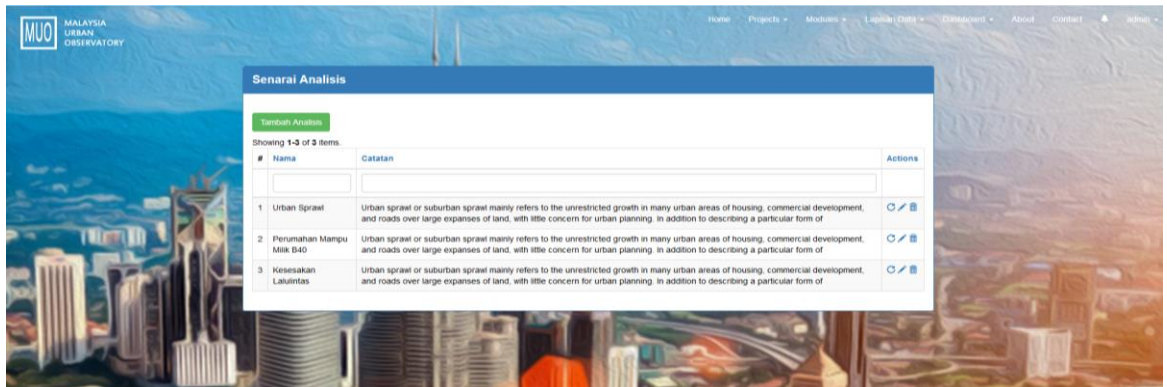 MUO
MALAYSIA
URBAN
OBSERVATORY
Home Projects Modules Lapisan Data Dashboard About Contact admin
Senarai Analisis
Tambah Analisis
Showing 1-3 of 3 items.
# Nama Catatan Actions
1 Urban Sprawl Urban sprawl or suburban sprawl mainly refers to the unrestricted growth in many urban areas of housing, commercial development,
and roads over large expanses of land, with little concern for urban planning. In addition to describing a particular form of
2 Perumahan Mampu Urban sprawl or suburban sprawl mainly refers to the unrestricted growth in many urban areas of housing, commercial development,
Milik B40 and roads over large expanses of land, with little concern for urban planning. In addition to describing a particular form of
3 Kesesakan Urban sprawl or suburban sprawl mainly refers to the unrestricted growth in many urban areas of housing, commercial development,
Lalulintas and roads over large expanses of land, with little concern for urban planning. In addition to describing a particular form of